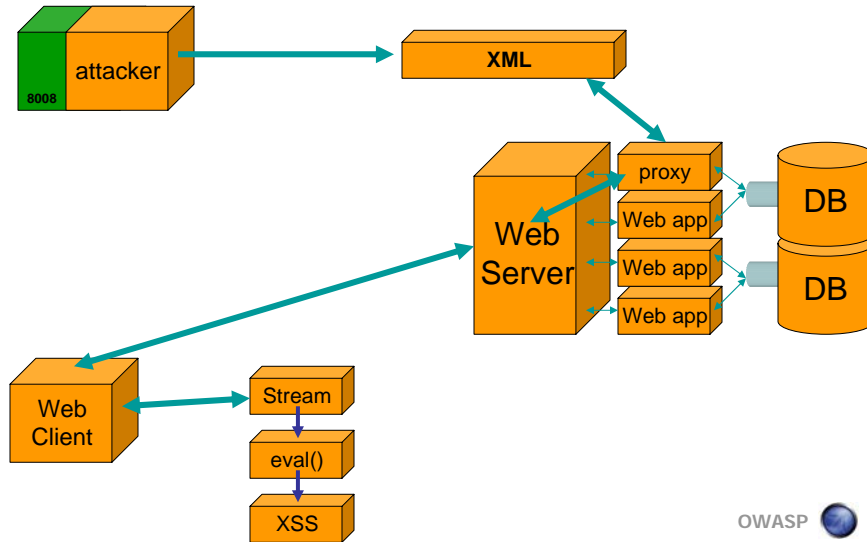 attacker
8008
XML
proxy
DB
Web app
Web
Server
Web app
DB
Web app
Web
Client
Stream
eval()
XSS
OWASP